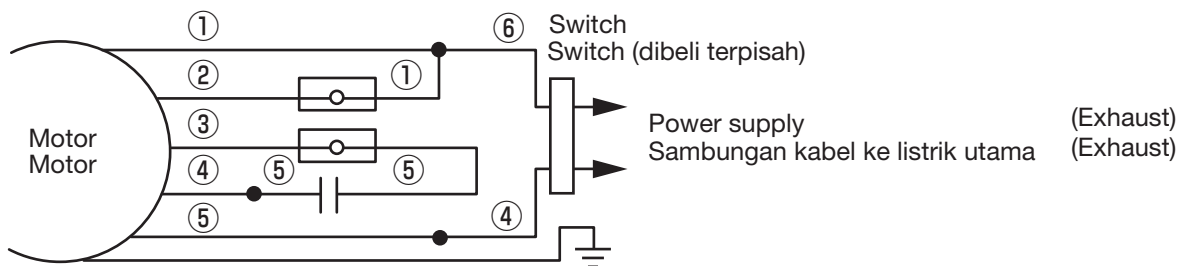 ① ⑥ Switch
Switch (dibeli terpisah)
② ①
③
Motor
Motor
Power supply (Exhaust)
Sambungan kabel ke listrik utama (Exhaust)
④ ⑤ ⑤
⑤ ④